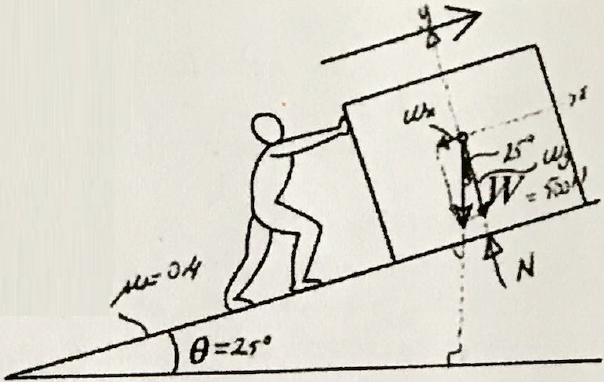 y
x
Wx
25°
Wy
W
= 500N
N
μ=0.4
θ=25°